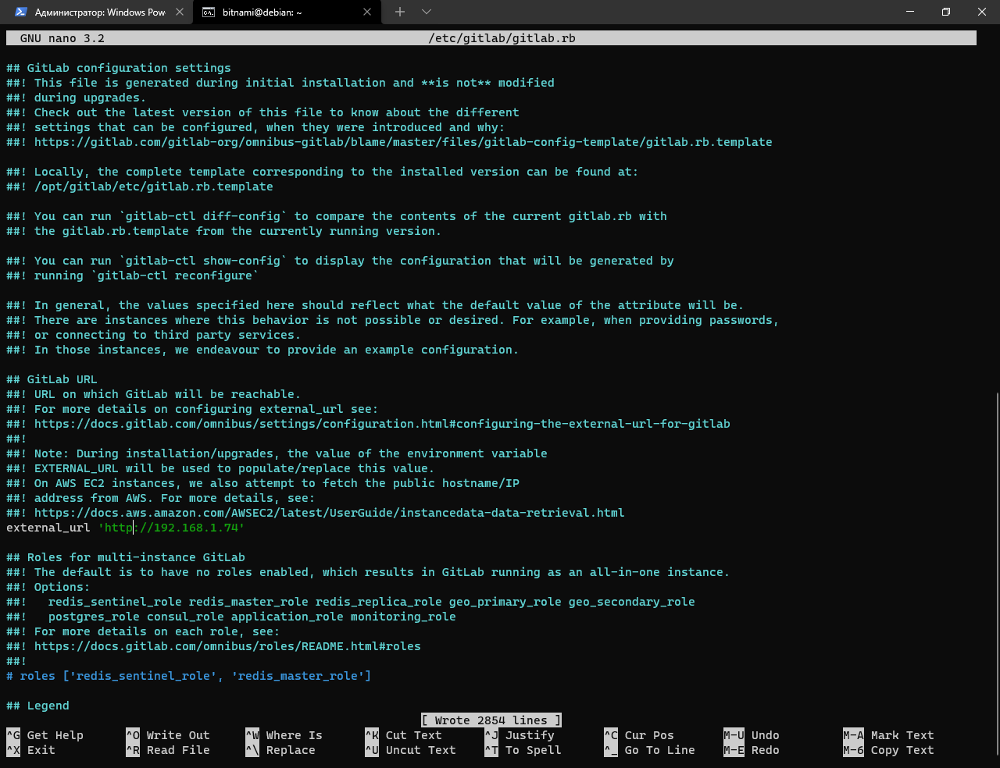 Администратор: Windows Pow
bitnami@debian: ~
GNU nano 3.2 /etc/gitlab/gitlab.rb
## GitLab configuration settings
##! This file is generated during initial installation and **is not** modified
##! during upgrades.
##! Check out the latest version of this file to know about the different
##! settings that can be configured, when they were introduced and why:
##! https://gitlab.com/gitlab-org/omnibus-gitlab/blame/master/files/gitlab-config-template/gitlab.rb.template
##! Locally, the complete template corresponding to the installed version can be found at:
##! /opt/gitlab/etc/gitlab.rb.template
##! You can run `gitlab-ctl diff-config` to compare the contents of the current gitlab.rb with
##! the gitlab.rb.template from the currently running version.
##! You can run `gitlab-ctl show-config` to display the configuration that will be generated by
##! running `gitlab-ctl reconfigure`
##! In general, the values specified here should reflect what the default value of the attribute will be.
##! There are instances where this behavior is not possible or desired. For example, when providing passwords,
##! or connecting to third party services.
##! In those instances, we endeavour to provide an example configuration.
## GitLab URL
##! URL on which GitLab will be reachable.
##! For more details on configuring external_url see:
##! https://docs.gitlab.com/omnibus/settings/configuration.html#configuring-the-external-url-for-gitlab
##!
##! Note: During installation/upgrades, the value of the environment variable
##! EXTERNAL_URL will be used to populate/replace this value.
##! On AWS EC2 instances, we also attempt to fetch the public hostname/IP
##! address from AWS. For more details, see:
##! https://docs.aws.amazon.com/AWSEC2/latest/UserGuide/instancedata-data-retrieval.html
external_url 'http://192.168.1.74'
## Roles for multi-instance GitLab
##! The default is to have no roles enabled, which results in GitLab running as an all-in-one instance.
##! Options:
##!   redis_sentinel_role redis_master_role redis_replica_role geo_primary_role geo_secondary_role
##!   postgres_role consul_role application_role monitoring_role
##! For more details on each role, see:
##! https://docs.gitlab.com/omnibus/roles/README.html#roles
##!
# roles ['redis_sentinel_role', 'redis_master_role']
## Legend
[ Wrote 2854 lines ]
^G Get Help ^O Write Out ^W Where Is ^K Cut Text ^J Justify ^C Cur Pos M-U Undo M-A Mark Text
^X Exit ^R Read File ^\ Replace ^U Uncut Text ^T To Spell ^_ Go To Line M-E Redo M-6 Copy Text